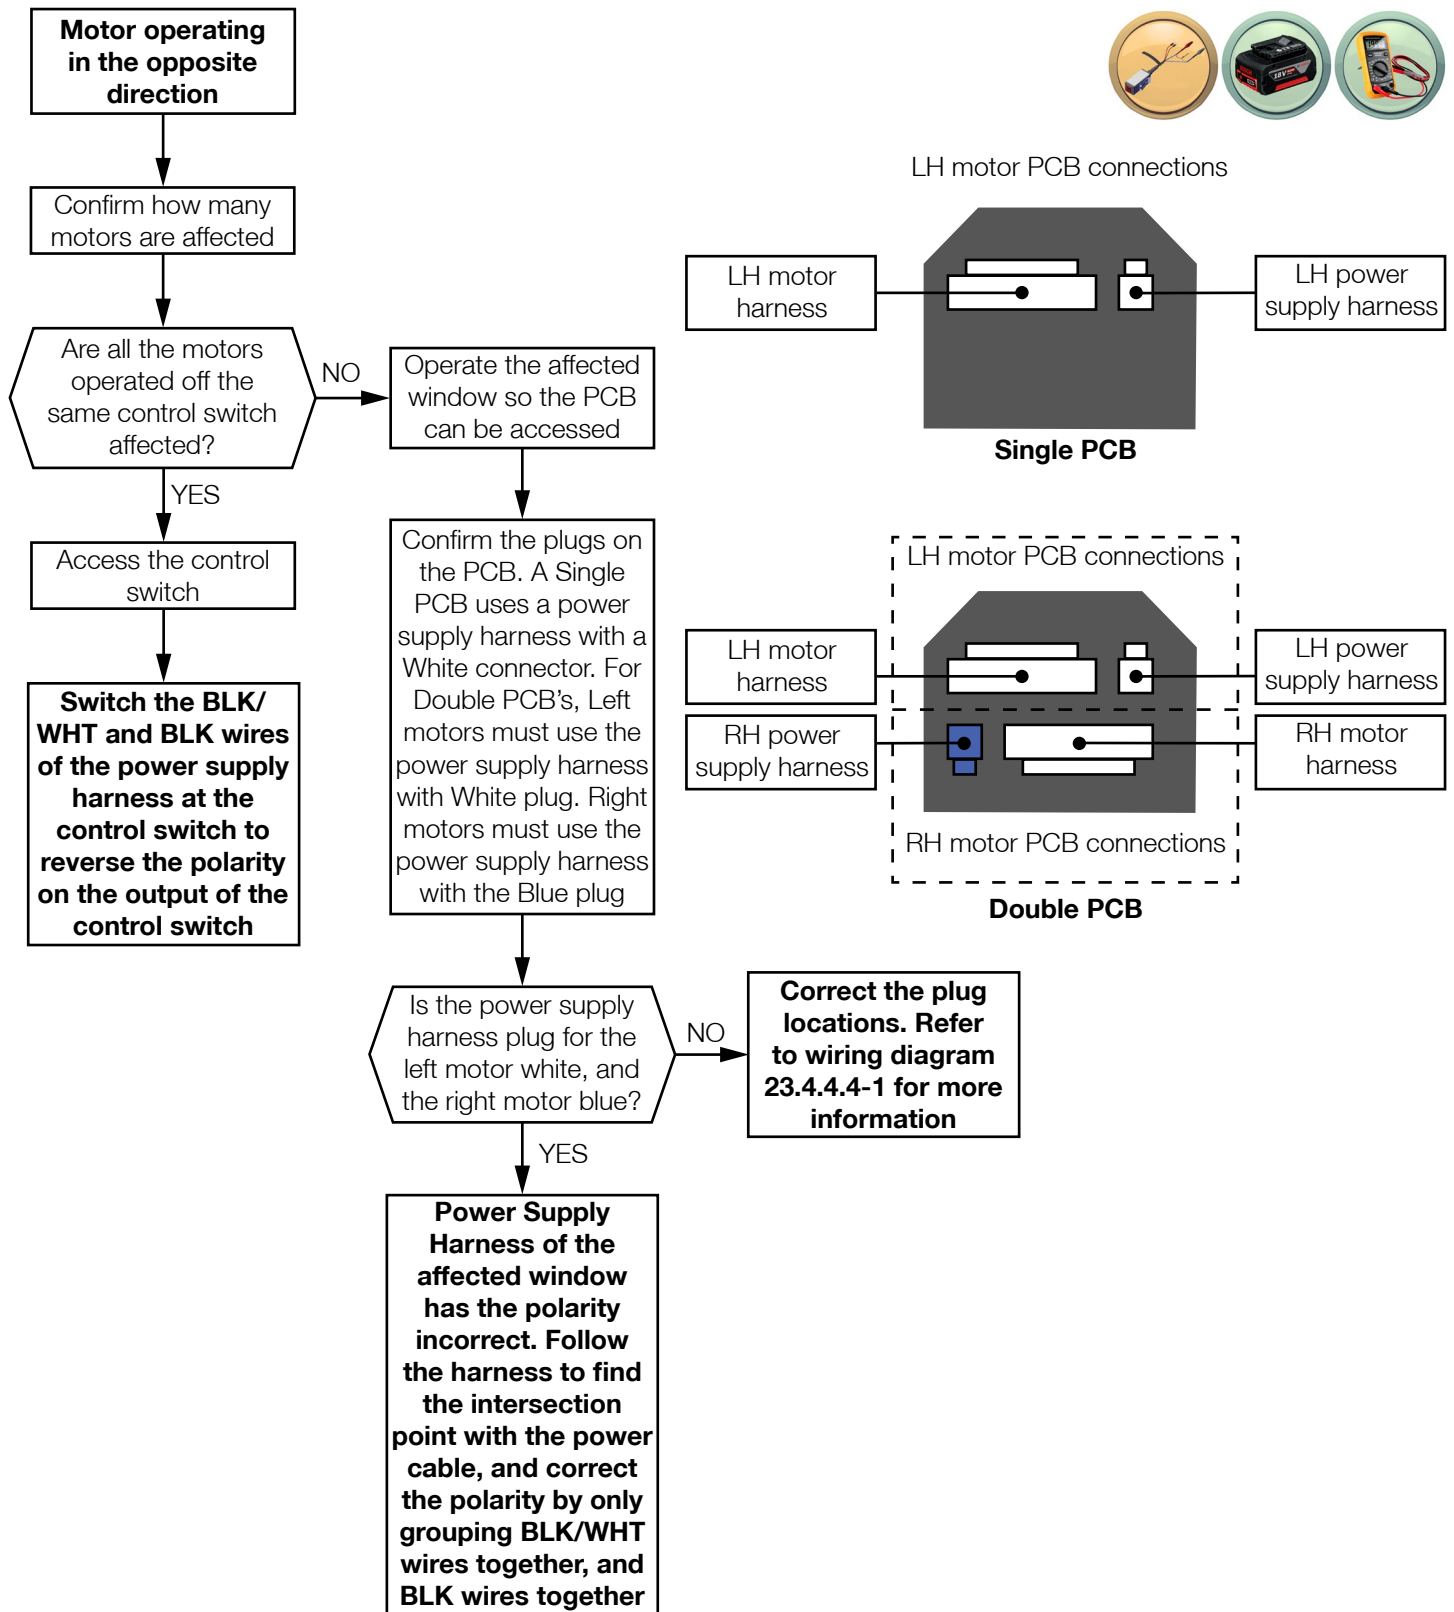 Motor operating
in the opposite
direction
Confirm how many
motors are affected
Are all the motors
operated off the
same control switch
affected?
NO
YES
Access the control
switch
Switch the BLK/
WHT and BLK wires
of the power supply
harness at the
control switch to
reverse the polarity
on the output of the
control switch
Operate the affected
window so the PCB
can be accessed
Confirm the plugs on
the PCB. A Single
PCB uses a power
supply harness with a
White connector. For
Double PCB's, Left
motors must use the
power supply harness
with White plug. Right
motors must use the
power supply harness
with the Blue plug
Is the power supply
harness plug for the
left motor white, and
the right motor blue?
NO
YES
Correct the plug
locations. Refer
to wiring diagram
23.4.4.4-1 for more
information
Power Supply
Harness of the
affected window
has the polarity
incorrect. Follow
the harness to find
the intersection
point with the power
cable, and correct
the polarity by only
grouping BLK/WHT
wires together, and
BLK wires together
18V
LH motor PCB connections
LH motor
harness
LH power
supply harness
Single PCB
LH motor PCB connections
LH motor
harness
LH power
supply harness
RH power
supply harness
RH motor
harness
RH motor PCB connections
Double PCB